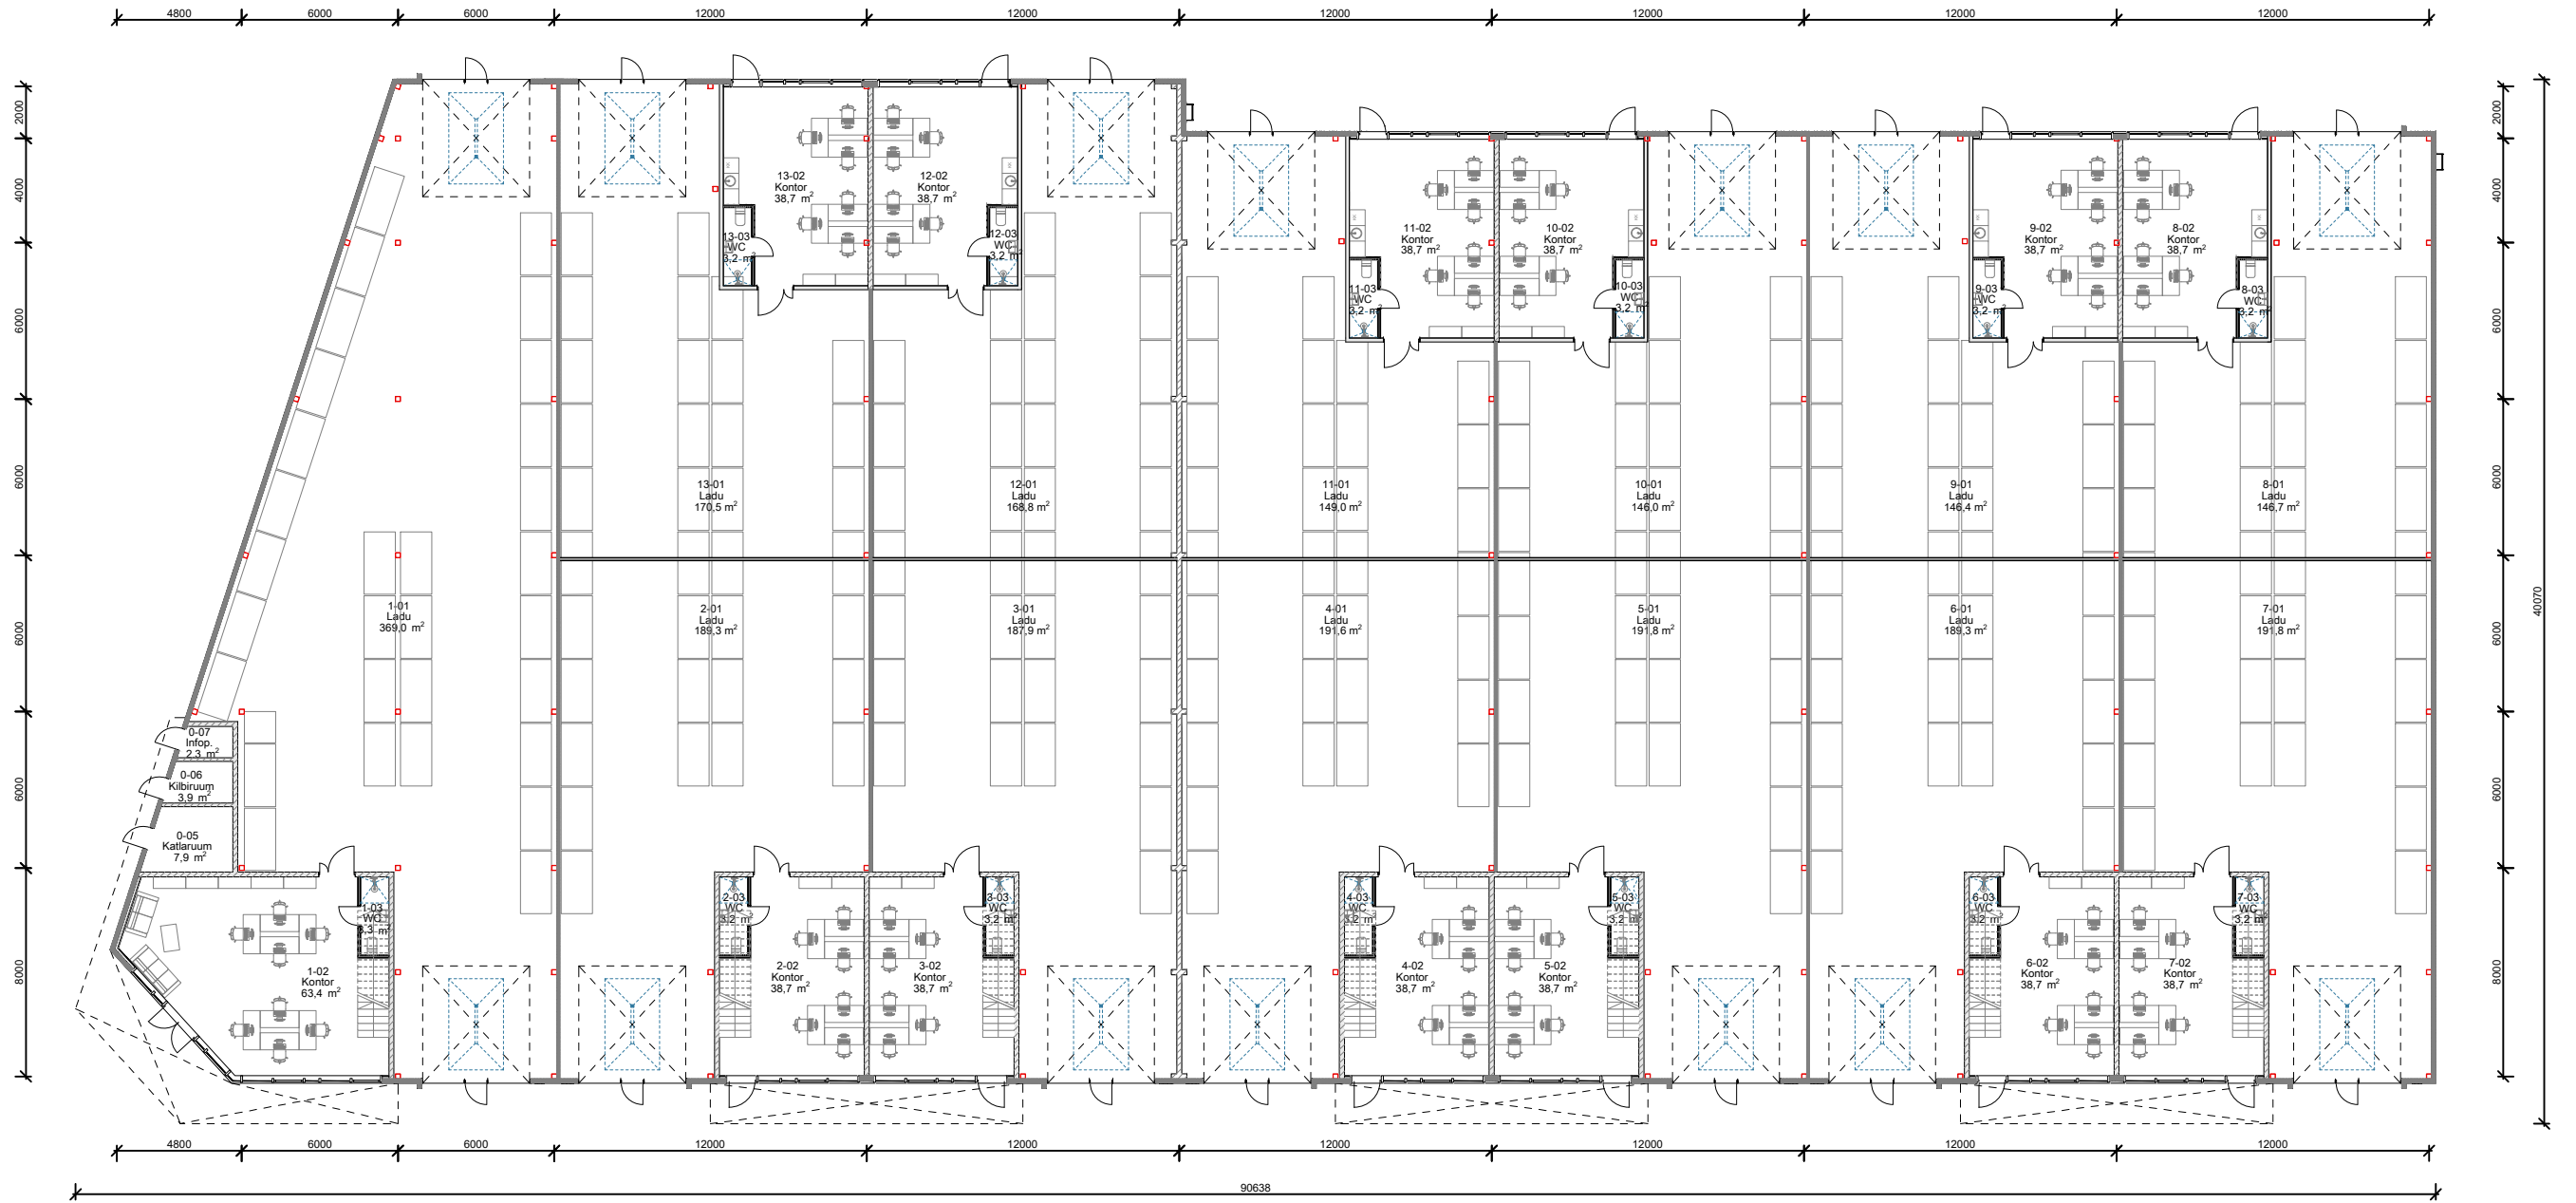 4800 6000 6000 12000 12000 12000 12000 12000 12000
2000
4000
6000
6000
6000
6000
8000
2000
4000
6000
6000
6000
6000
8000
40070
13-02
Kontor
38,7 m²
12-02
Kontor
38,7 m²
13-03
WC
3,2 m²
12-03
WC
3,2 m²
11-02
Kontor
38,7 m²
10-02
Kontor
38,7 m²
9-02
Kontor
38,7 m²
8-02
Kontor
38,7 m²
11-03
WC
3,2 m²
10-03
WC
3,2 m²
9-03
WC
3,2 m²
8-03
WC
3,2 m²
13-01
Ladu
170,5 m²
12-01
Ladu
168,8 m²
11-01
Ladu
149,0 m²
10-01
Ladu
146,0 m²
9-01
Ladu
146,4 m²
8-01
Ladu
146,7 m²
1-01
Ladu
369,0 m²
2-01
Ladu
189,3 m²
3-01
Ladu
187,9 m²
4-01
Ladu
191,6 m²
5-01
Ladu
191,8 m²
6-01
Ladu
189,3 m²
7-01
Ladu
191,8 m²
0-07
Infop.
2,3 m²
0-06
Kilbiruum
3,9 m²
0-05
Katlaruum
7,9 m²
1-03
WC
3,3 m²
2-03
WC
3,2 m²
3-03
WC
3,2 m²
4-03
WC
3,2 m²
5-03
WC
3,2 m²
6-03
WC
3,2 m²
7-03
WC
3,2 m²
1-02
Kontor
63,4 m²
2-02
Kontor
38,7 m²
3-02
Kontor
38,7 m²
4-02
Kontor
38,7 m²
5-02
Kontor
38,7 m²
6-02
Kontor
38,7 m²
7-02
Kontor
38,7 m²
4800 6000 6000 12000 12000 12000 12000 12000 12000
90638